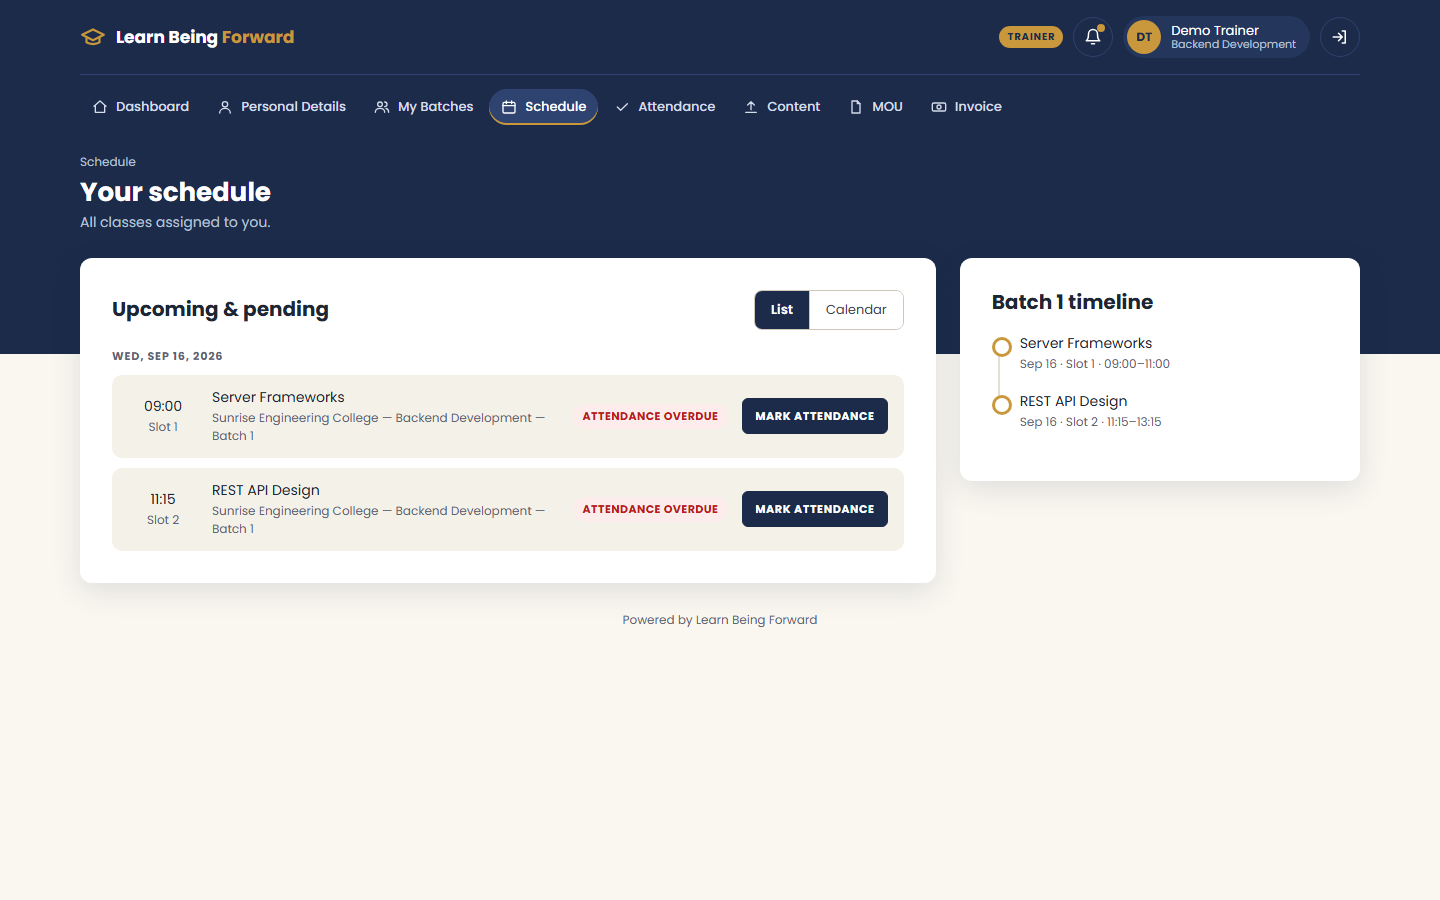 Learn Being Forward
TRAINER
DT
Demo Trainer
Backend Development
Dashboard
Personal Details
My Batches
Schedule
Attendance
Content
MOU
Invoice
Schedule
Your schedule
All classes assigned to you.
Upcoming & pending
List
Calendar
WED, SEP 16, 2026
09:00
Slot 1
Server Frameworks
Sunrise Engineering College — Backend Development —
Batch 1
ATTENDANCE OVERDUE
MARK ATTENDANCE
11:15
Slot 2
REST API Design
Sunrise Engineering College — Backend Development —
Batch 1
ATTENDANCE OVERDUE
MARK ATTENDANCE
Batch 1 timeline
Server Frameworks
Sep 16 · Slot 1 · 09:00–11:00
REST API Design
Sep 16 · Slot 2 · 11:15–13:15
Powered by Learn Being Forward